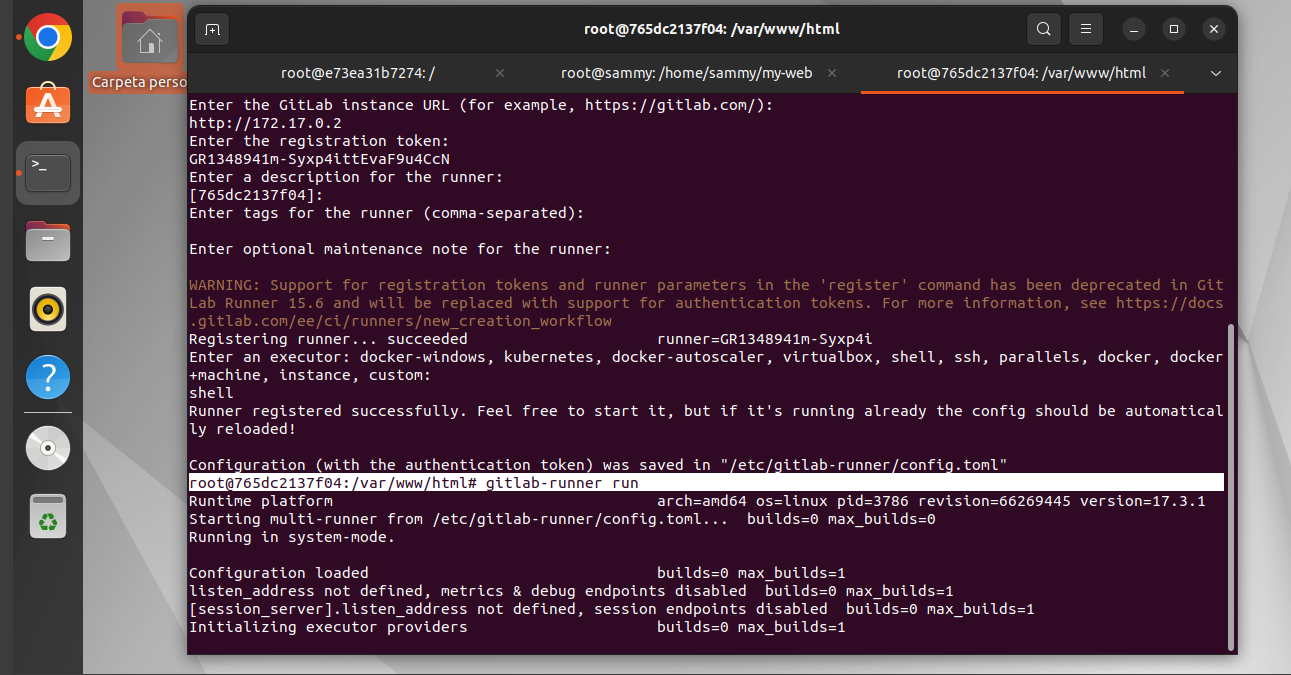 root@765dc2137f04: /var/www/html
Carpeta perso
root@e73ea31b7274: /
root@sammy: /home/sammy/my-web
root@765dc2137f04: /var/www/html
Enter the GitLab instance URL (for example, https://gitlab.com/):
http://172.17.0.2
Enter the registration token:
GR1348941m-Syxp4ittEvaF9u4CcN
Enter a description for the runner:
[765dc2137f04]:
Enter tags for the runner (comma-separated):
Enter optional maintenance note for the runner:
WARNING: Support for registration tokens and runner parameters in the 'register' command has been deprecated in Git
Lab Runner 15.6 and will be replaced with support for authentication tokens. For more information, see https://docs
.gitlab.com/ee/ci/runners/new_creation_workflow
Registering runner... succeeded                     runner=GR1348941m-Syxp4i
Enter an executor: docker-windows, kubernetes, docker-autoscaler, virtualbox, shell, ssh, parallels, docker, docker
+machine, instance, custom:
shell
Runner registered successfully. Feel free to start it, but if it's running already the config should be automatical
ly reloaded!
Configuration (with the authentication token) was saved in "/etc/gitlab-runner/config.toml"
root@765dc2137f04:/var/www/html# gitlab-runner run
Runtime platform                                    arch=amd64 os=linux pid=3786 revision=66269445 version=17.3.1
Starting multi-runner from /etc/gitlab-runner/config.toml...  builds=0 max_builds=0
Running in system-mode.
Configuration loaded                                builds=0 max_builds=1
listen_address not defined, metrics & debug endpoints disabled  builds=0 max_builds=1
[session_server].listen_address not defined, session endpoints disabled  builds=0 max_builds=1
Initializing executor providers                     builds=0 max_builds=1